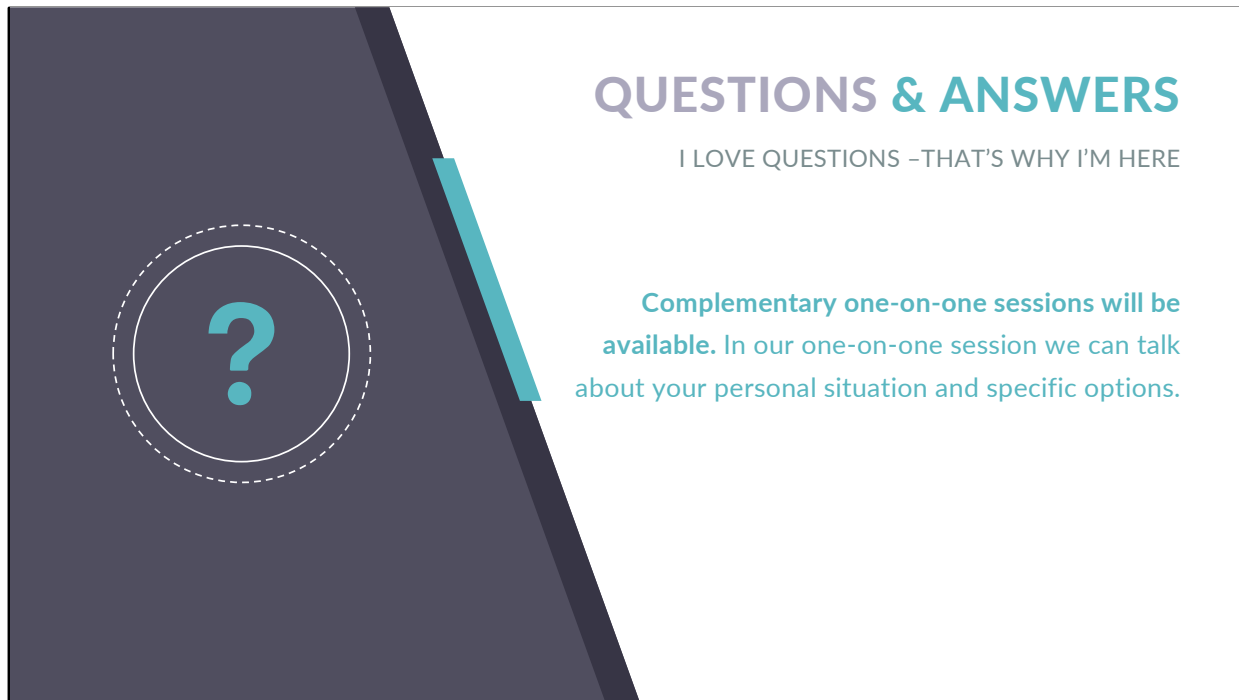 QUESTIONS & ANSWERS
I LOVE QUESTIONS –THAT’S WHY I’M HERE
?
Complementary one-on-one sessions will be
available. In our one-on-one session we can talk
about your personal situation and specific options.